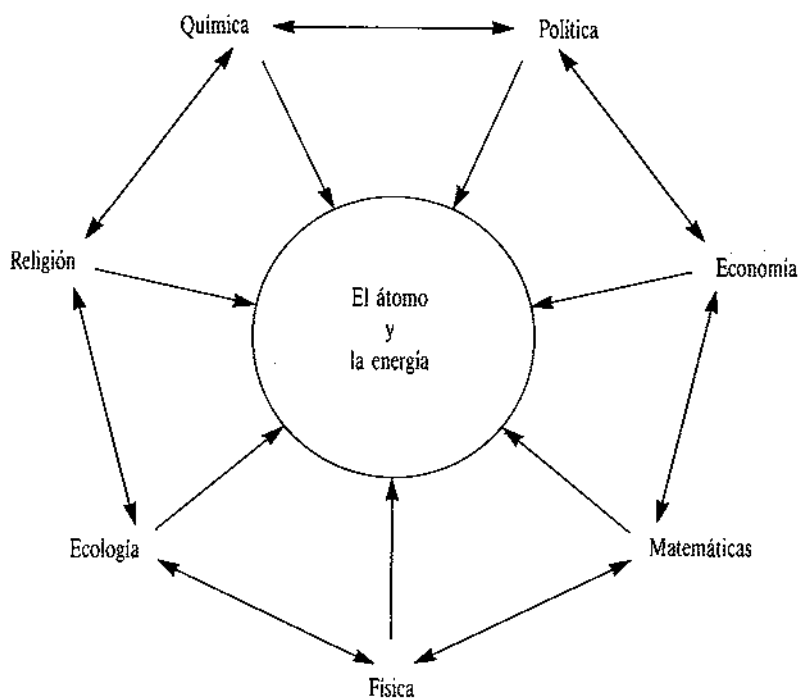 Química
Política
Religión
Economía
El átomo
y
la energía
Ecología
Matemáticas
Física